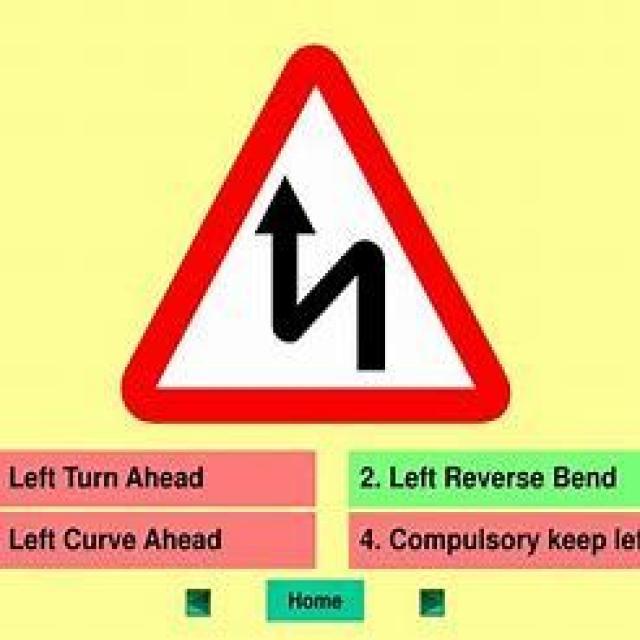 Left Turn Ahead
2. Left Reverse Bend
Left Curve Ahead
4. Compulsory keep lef
Home